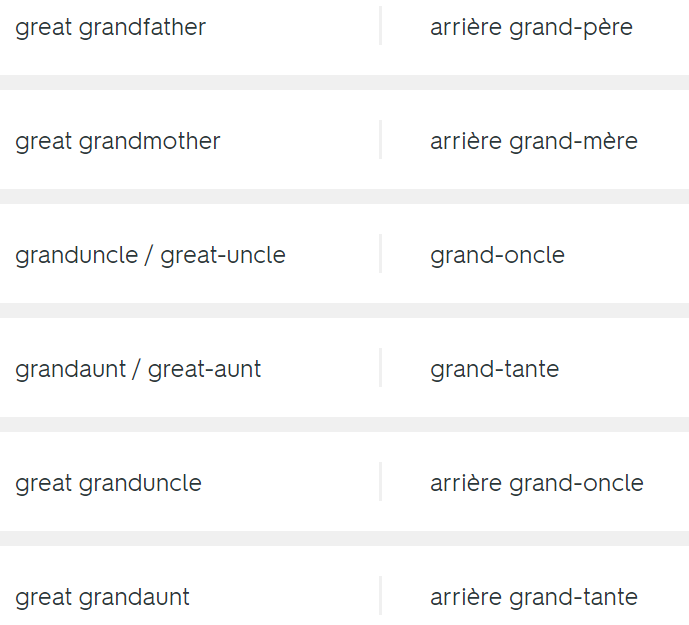 great grandfather arrière grand-père
great grandmother arrière grand-mère
granduncle / great-uncle grand-oncle
grandaunt / great-aunt grand-tante
great granduncle arrière grand-oncle
great grandaunt arrière grand-tante